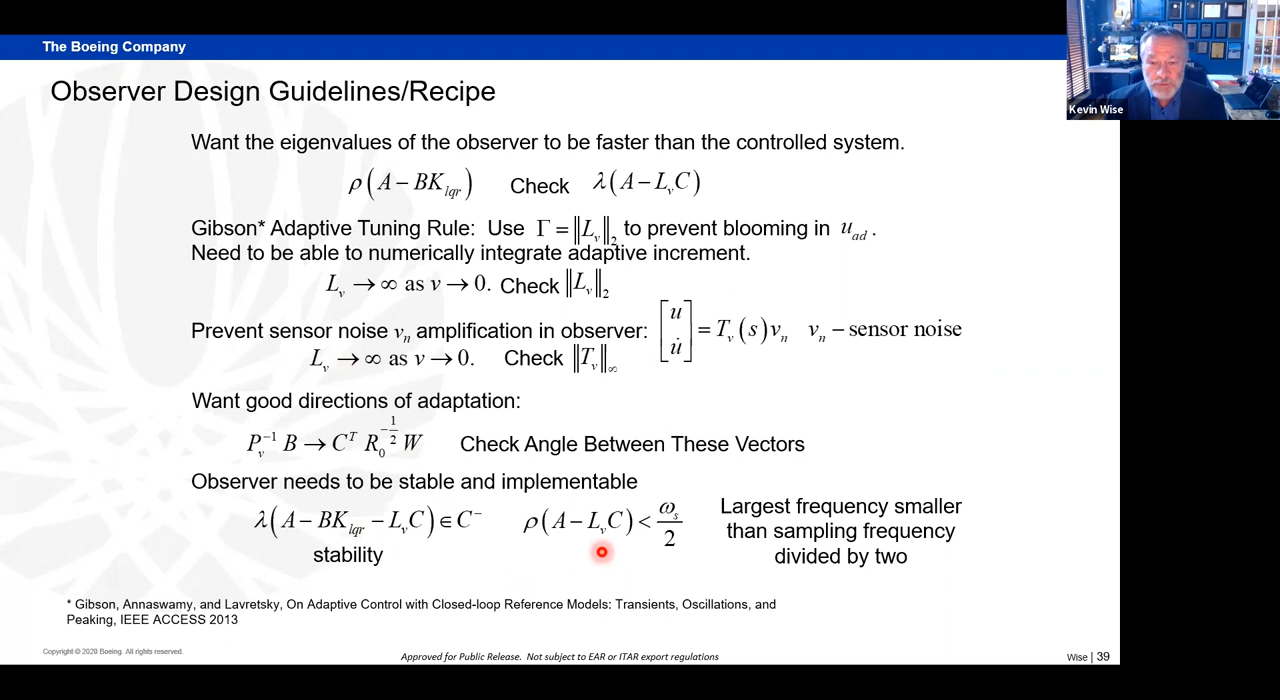 The Boeing Company
Kevin Wise
Observer Design Guidelines/Recipe
Want the eigenvalues of the observer to be faster than the controlled system.
ρ(A − BK_lqr) Check λ(A − L_v C)
Gibson* Adaptive Tuning Rule: Use Γ = ‖L_v‖_2 to prevent blooming in u_ad .
Need to be able to numerically integrate adaptive increment.
L_v → ∞ as v → 0. Check ‖L_v‖_2
Prevent sensor noise v_n amplification in observer: [u; u̇] = T_v(s)v_n v_n − sensor noise
L_v → ∞ as v → 0. Check ‖T_v‖_∞
Want good directions of adaptation:
P_v^−1 B → C^T R_0^−1/2 W Check Angle Between These Vectors
Observer needs to be stable and implementable
λ(A − BK_lqr − L_v C) ∈ C^− ρ(A − L_v C) < ω_s/2
stability
Largest frequency smaller
than sampling frequency
divided by two
* Gibson, Annaswamy, and Lavretsky, On Adaptive Control with Closed-loop Reference Models: Transients, Oscillations, and
Peaking, IEEE ACCESS 2013
Copyright © 2020 Boeing. All rights reserved.
Approved for Public Release. Not subject to EAR or ITAR export regulations
Wise | 39